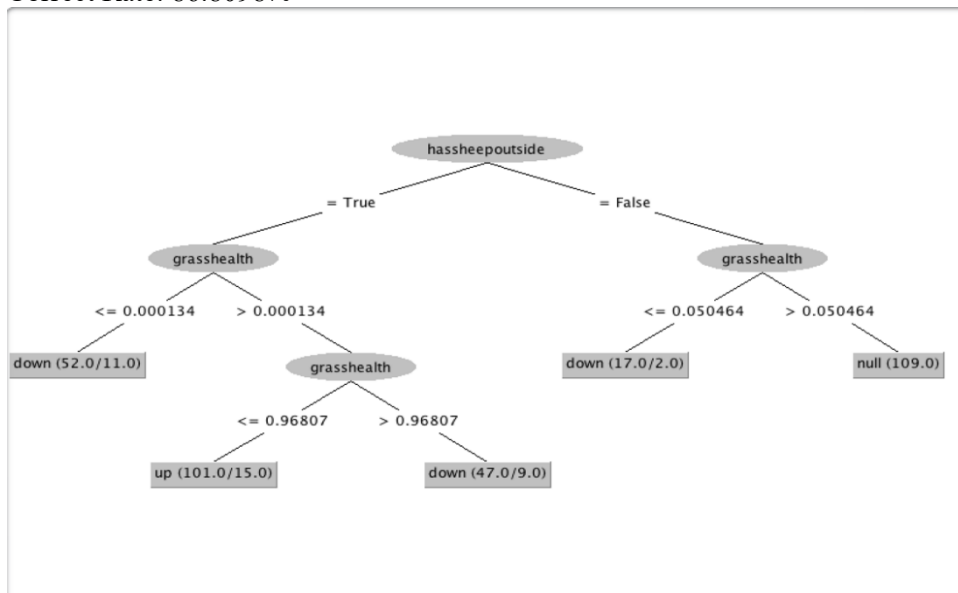 hassheepoutside
= True
= False
grasshealth
grasshealth
<= 0.000134
> 0.000134
<= 0.050464
> 0.050464
down (52.0/11.0)
grasshealth
down (17.0/2.0)
null (109.0)
<= 0.96807
> 0.96807
up (101.0/15.0)
down (47.0/9.0)